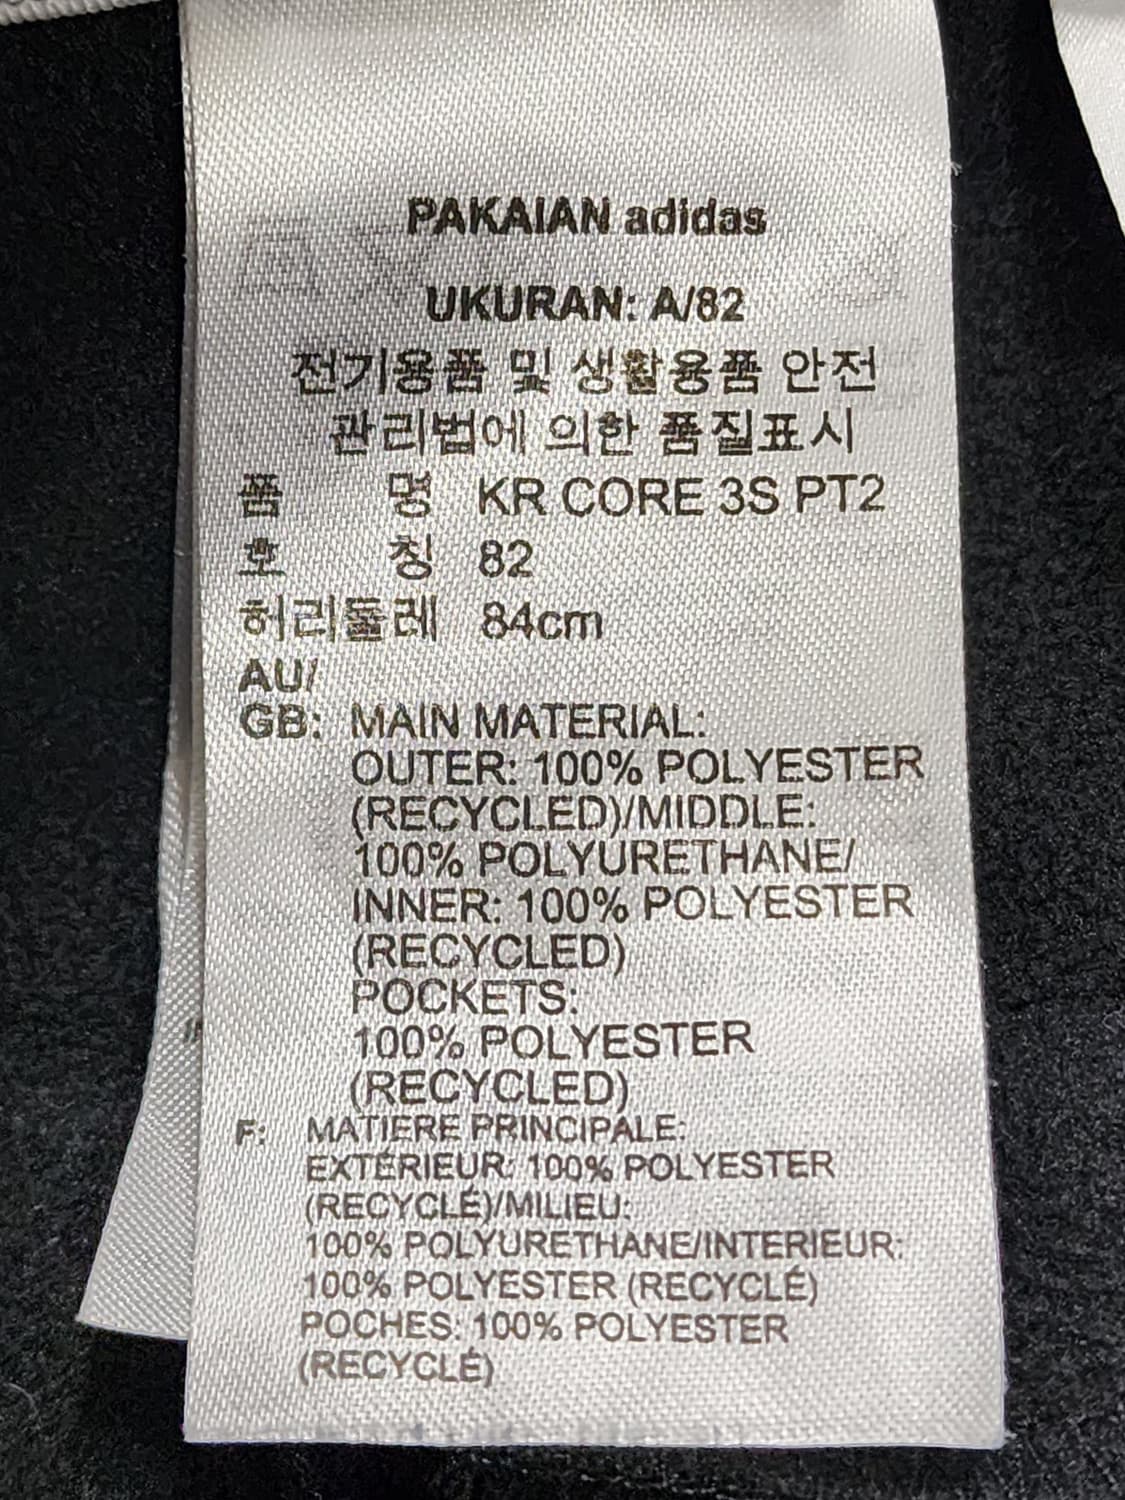 PAKAIAN adidas
UKURAN: A/82
전기용품 및 생활용품 안전
관리법에 의한 품질표시
품 명 KR CORE 3S PT2
호 칭 82
허리둘레 84cm
AU/
GB: MAIN MATERIAL:
OUTER: 100% POLYESTER
(RECYCLED)/MIDDLE:
100% POLYURETHANE/
INNER: 100% POLYESTER
(RECYCLED)
POCKETS:
100% POLYESTER
(RECYCLED)
F: MATIERE PRINCIPALE:
EXTÉRIEUR: 100% POLYESTER
(RECYCLÉ)/MILIEU:
100% POLYURETHANE/INTERIEUR:
100% POLYESTER (RECYCLÉ)
POCHES: 100% POLYESTER
(RECYCLÉ)